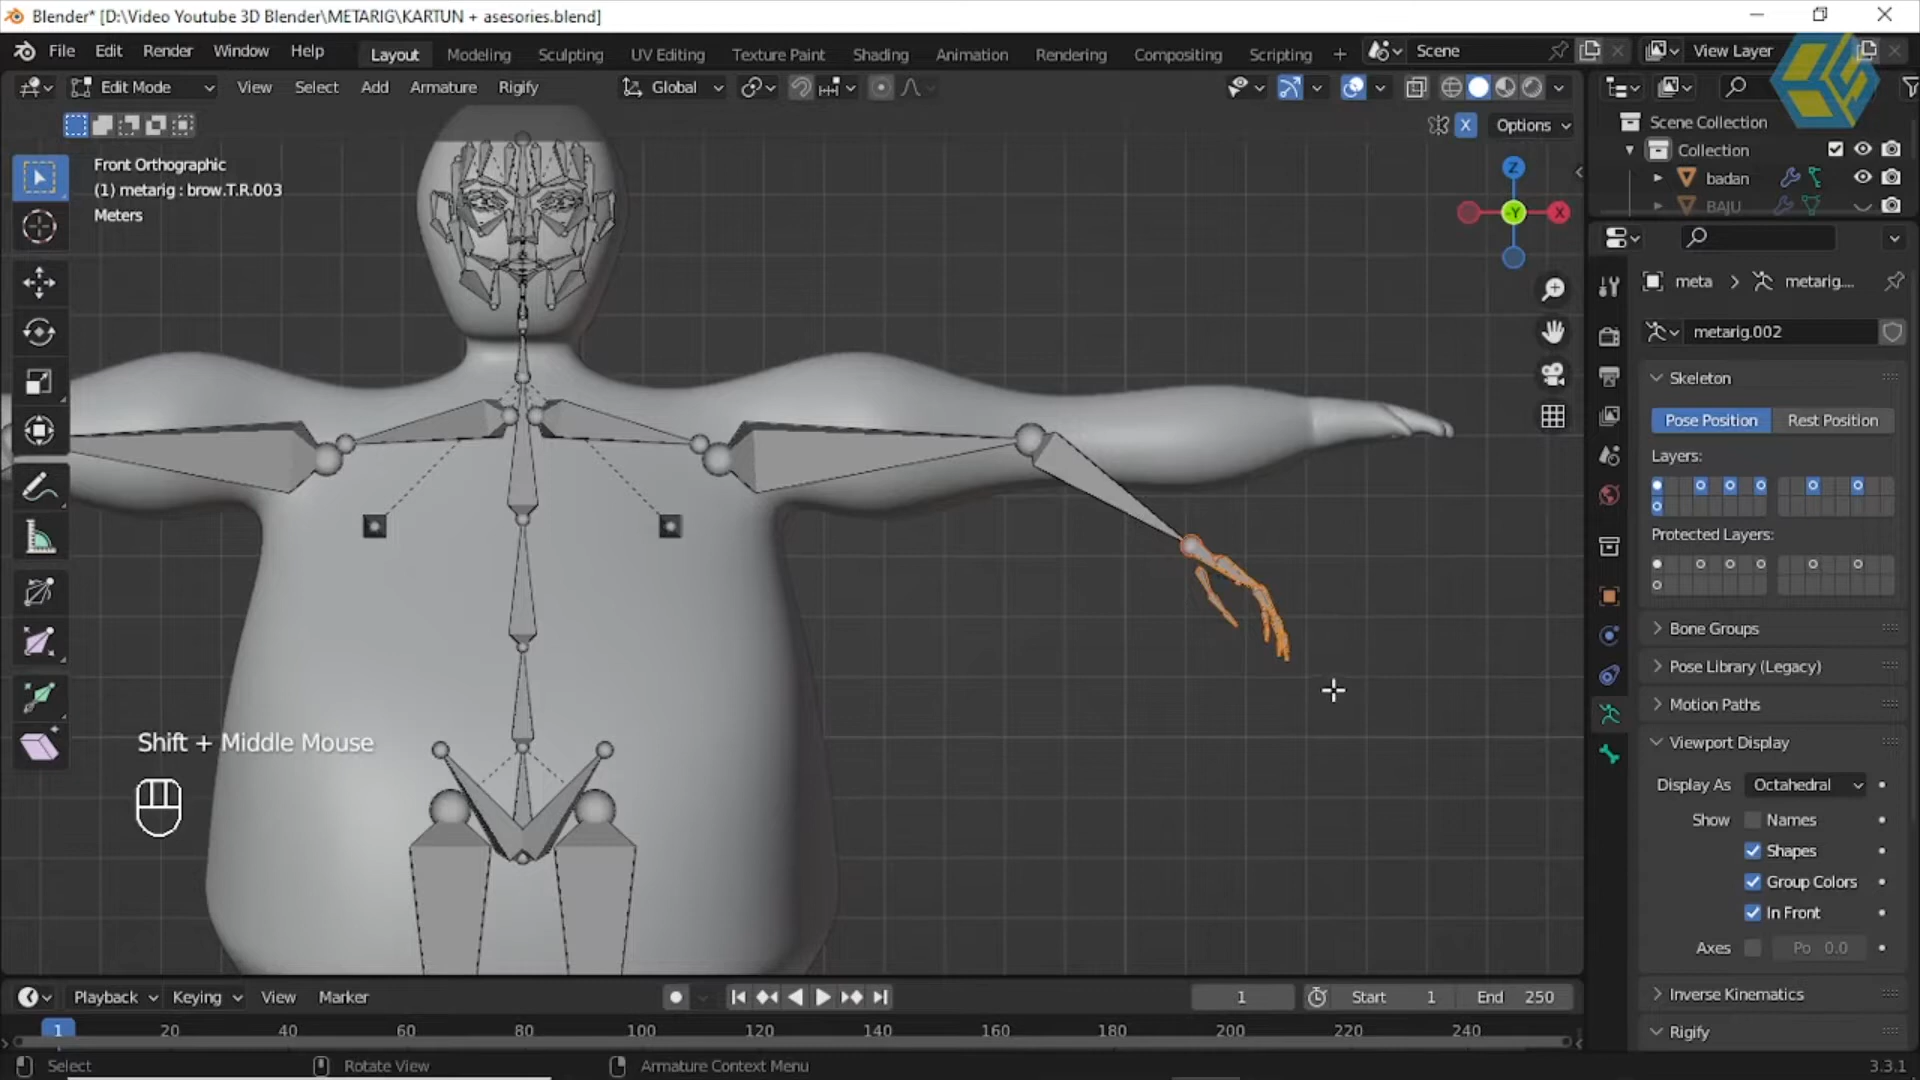 Blender* [D:\Video Youtube 3D Blender\METARIG\KARTUN + asesories.blend]
File Edit Render Window Help Layout Modeling Sculpting UV Editing Texture Paint Shading Animation Rendering Compositing Scripting + Scene View Layer
Edit Mode View Select Add Armature Rigify Global
X Options
Front Orthographic
(1) metarig : brow.T.R.003
Meters
Z
-Y
X
Shift + Middle Mouse
Scene Collection
Collection
badan
BAJU
meta > metarig....
metarig.002
Skeleton
Pose Position Rest Position
Layers:
Protected Layers:
Bone Groups
Pose Library (Legacy)
Motion Paths
Viewport Display
Display As Octahedral
Show Names
Shapes
Group Colors
In Front
Axes Po 0.0
Inverse Kinematics
Rigify
Playback Keying View Marker 1 Start 1 End 250
1 20 40 60 80 100 120 140 160 180 200 220 240
Select Rotate View Armature Context Menu 3.3.1